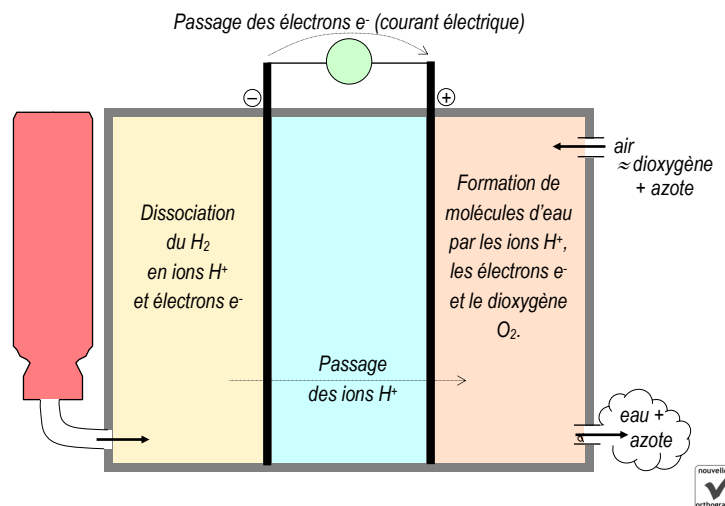 Passage des électrons e- (courant électrique)
⊖
⊕
air
≈ dioxygène
+ azote
Dissociation
du H2
en ions H+
et électrons e-
Formation de
molécules d'eau
par les ions H+,
les électrons e-
et le dioxygène
O2.
Passage
des ions H+
eau +
azote
nouvelle